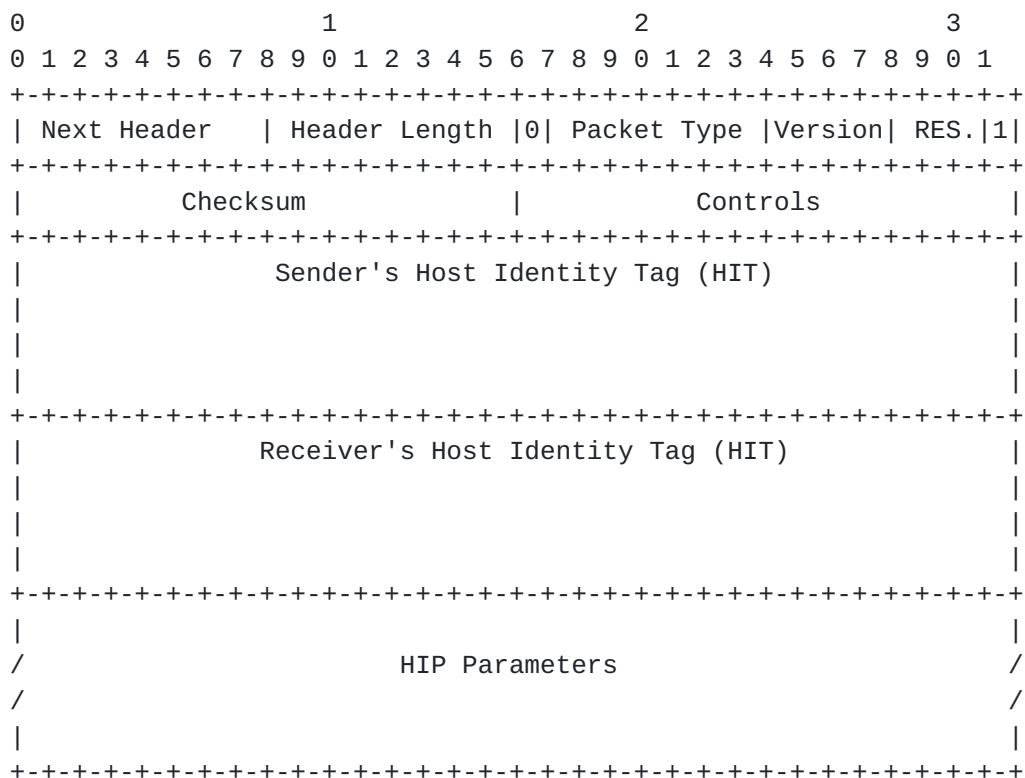 0                   1                   2                   3
0 1 2 3 4 5 6 7 8 9 0 1 2 3 4 5 6 7 8 9 0 1 2 3 4 5 6 7 8 9 0 1
+-+-+-+-+-+-+-+-+-+-+-+-+-+-+-+-+-+-+-+-+-+-+-+-+-+-+-+-+-+-+-+-+
| Next Header   | Header Length |0| Packet Type |Version| RES.|1|
+-+-+-+-+-+-+-+-+-+-+-+-+-+-+-+-+-+-+-+-+-+-+-+-+-+-+-+-+-+-+-+-+
|          Checksum             |           Controls            |
+-+-+-+-+-+-+-+-+-+-+-+-+-+-+-+-+-+-+-+-+-+-+-+-+-+-+-+-+-+-+-+-+
|                Sender's Host Identity Tag (HIT)               |
|                                                               |
|                                                               |
|                                                               |
+-+-+-+-+-+-+-+-+-+-+-+-+-+-+-+-+-+-+-+-+-+-+-+-+-+-+-+-+-+-+-+-+
|               Receiver's Host Identity Tag (HIT)              |
|                                                               |
|                                                               |
|                                                               |
+-+-+-+-+-+-+-+-+-+-+-+-+-+-+-+-+-+-+-+-+-+-+-+-+-+-+-+-+-+-+-+-+
|                                                               |
/                        HIP Parameters                         /
/                                                               /
|                                                               |
+-+-+-+-+-+-+-+-+-+-+-+-+-+-+-+-+-+-+-+-+-+-+-+-+-+-+-+-+-+-+-+-+